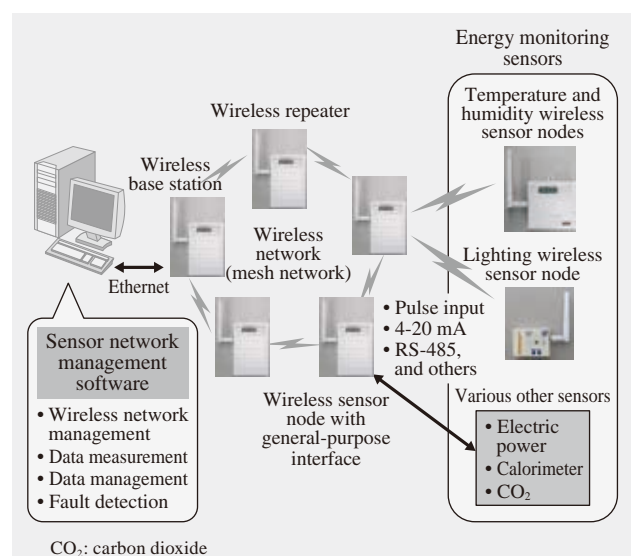 Energy monitoring
sensors
Temperature and
humidity wireless
sensor nodes
Wireless repeater
Wireless
base station
Wireless
network
(mesh network)
Lighting wireless
sensor node
Ethernet
• Pulse input
• 4-20 mA
• RS-485,
and others
Sensor network
management
software
• Wireless network
management
• Data measurement
• Data management
• Fault detection
Wireless sensor
node with
general-purpose
interface
Various other sensors
• Electric
power
• Calorimeter
• CO₂
CO₂: carbon dioxide